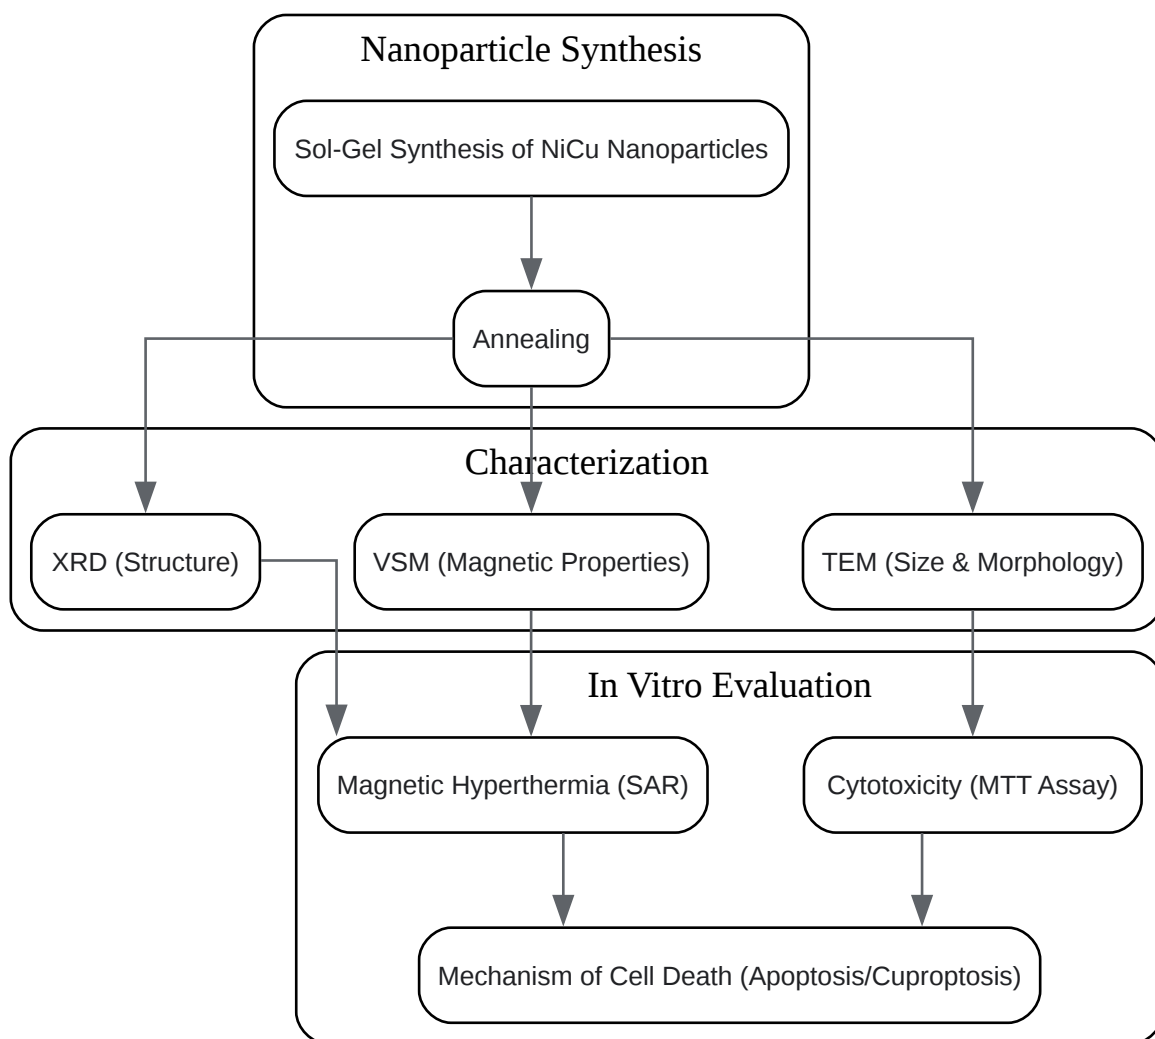 Nanoparticle Synthesis
Sol-Gel Synthesis of NiCu Nanoparticles
Annealing
Characterization
XRD (Structure)
VSM (Magnetic Properties)
TEM (Size & Morphology)
In Vitro Evaluation
Magnetic Hyperthermia (SAR)
Cytotoxicity (MTT Assay)
Mechanism of Cell Death (Apoptosis/Cuproptosis)